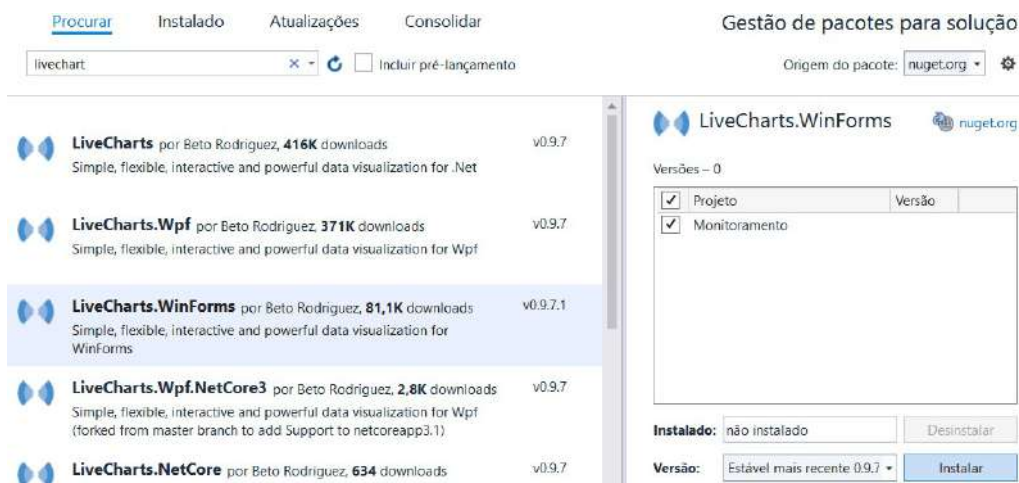 Procurar Instalado Atualizações Consolidar
Gestão de pacotes para solução
livechart
Incluir pré-lançamento
Origem do pacote: nuget.org
LiveCharts por Beto Rodriguez, 416K downloads v0.9.7
Simple, flexible, interactive and powerful data visualization for .Net
LiveCharts.Wpf por Beto Rodriguez, 371K downloads v0.9.7
Simple, flexible, interactive and powerful data visualization for Wpf
LiveCharts.WinForms por Beto Rodriguez, 81,1K downloads v0.9.7.1
Simple, flexible, interactive and powerful data visualization for
WinForms
LiveCharts.Wpf.NetCore3 por Beto Rodriguez, 2,8K downloads v0.9.7
Simple, flexible, interactive and powerful data visualization for Wpf
(forked from master branch to add Support to netcoreapp3.1)
LiveCharts.NetCore por Beto Rodriguez, 634 downloads v0.9.7
LiveCharts.WinForms nuget.org
Versões – 0
Projeto Versão
Monitoramento
Instalado: não instalado Desinstalar
Versão: Estável mais recente 0.9.7 Instalar